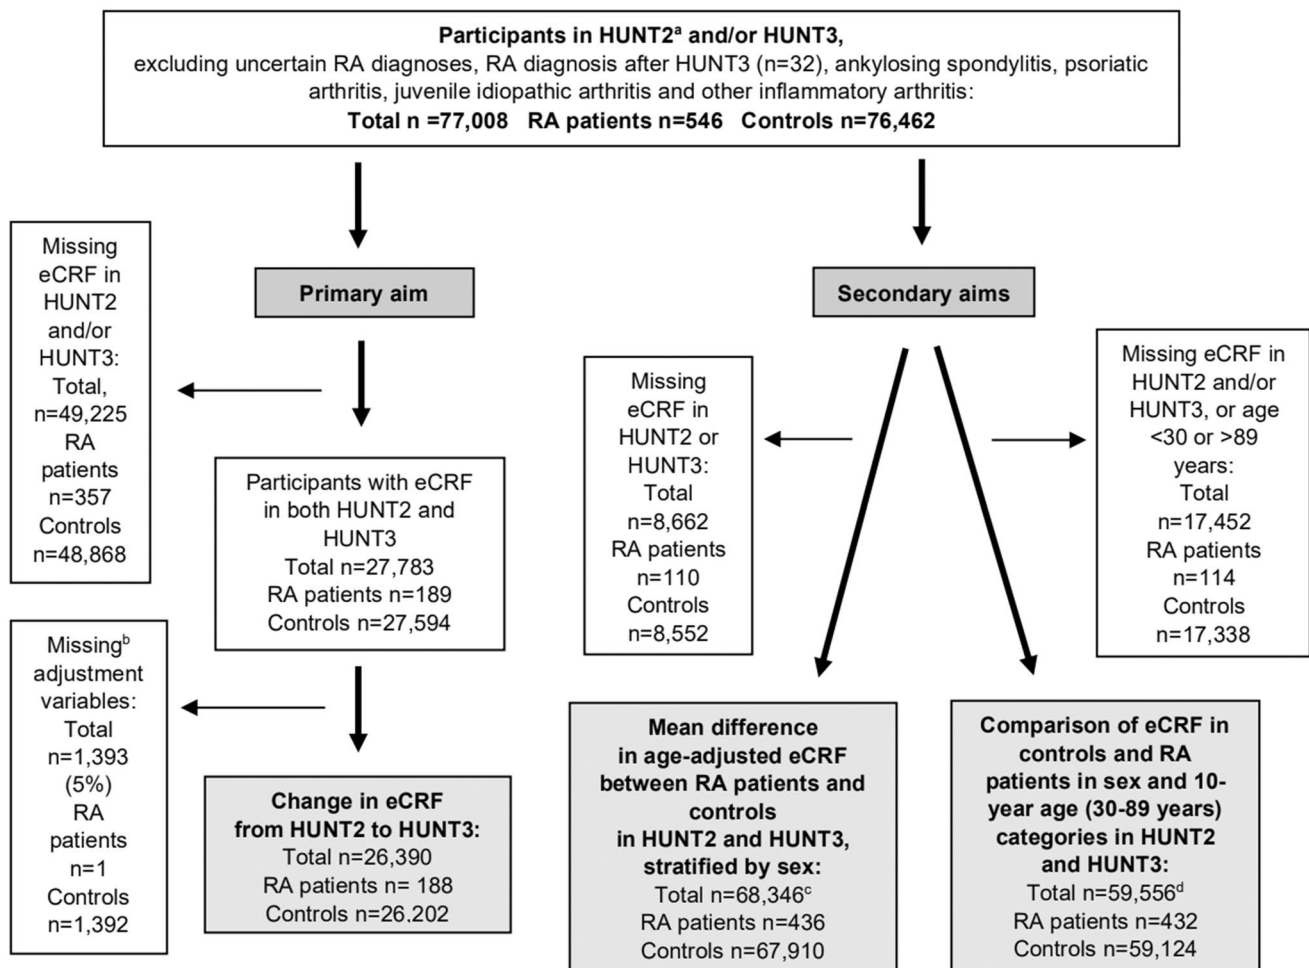 Participants in HUNT2ᵃ and/or HUNT3,
excluding uncertain RA diagnoses, RA diagnosis after HUNT3 (n=32), ankylosing spondylitis, psoriatic
arthritis, juvenile idiopathic arthritis and other inflammatory arthritis:
Total n =77,008 RA patients n=546 Controls n=76,462
Primary aim
Missing
eCRF in
HUNT2
and/or
HUNT3:
Total,
n=49,225
RA
patients
n=357
Controls
n=48,868
Participants with eCRF
in both HUNT2 and
HUNT3
Total n=27,783
RA patients n=189
Controls n=27,594
Missingᵇ
adjustment
variables:
Total
n=1,393
(5%)
RA
patients
n=1
Controls
n=1,392
Change in eCRF
from HUNT2 to HUNT3:
Total n=26,390
RA patients n= 188
Controls n=26,202
Secondary aims
Missing
eCRF in
HUNT2 or
HUNT3:
Total
n=8,662
RA patients
n=110
Controls
n=8,552
Missing eCRF in
HUNT2 and/or
HUNT3, or age
<30 or >89
years:
Total
n=17,452
RA patients
n=114
Controls
n=17,338
Mean difference
in age-adjusted eCRF
between RA patients and
controls
in HUNT2 and HUNT3,
stratified by sex:
Total n=68,346ᶜ
RA patients n=436
Controls n=67,910
Comparison of eCRF in
controls and RA
patients in sex and 10-
year age (30-89 years)
categories in HUNT2
and HUNT3:
Total n=59,556ᵈ
RA patients n=432
Controls n=59,124